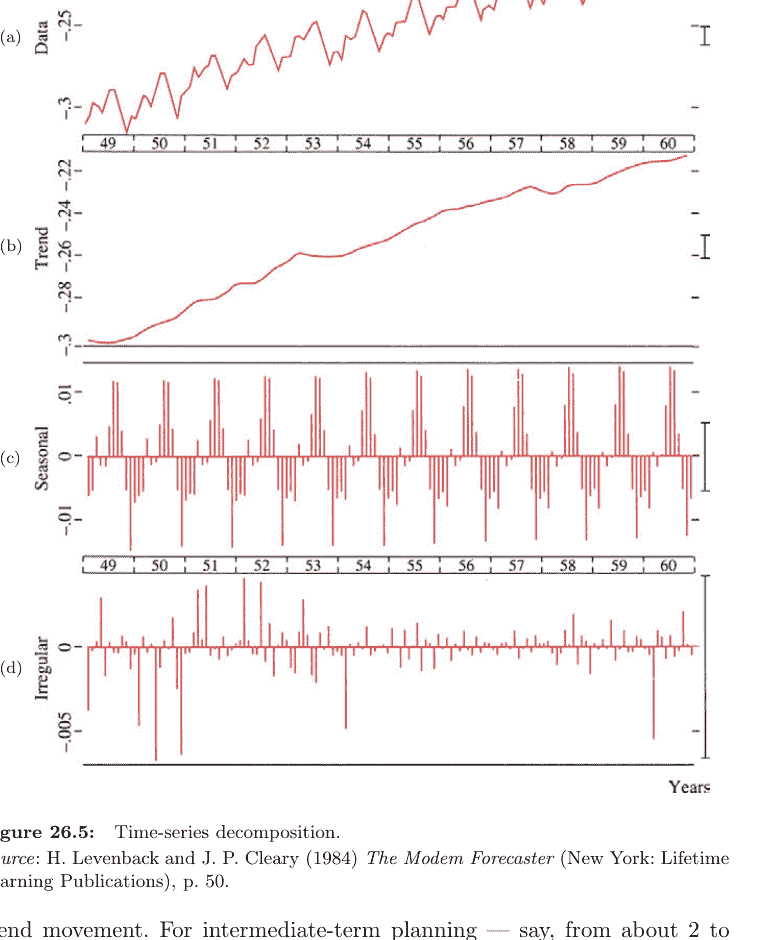 (a)
Data
-.25
-.3
49 50 51 52 53 54 55 56 57 58 59 60
(b)
Trend
-.22
-.24
-.26
-.28
-.3
(c)
Seasonal
.01
0
-.01
49 50 51 52 53 54 55 56 57 58 59 60
(d)
Irregular
0
-.005
Years
gure 26.5: Time-series decomposition.
urce: H. Levenback and J. P. Cleary (1984) The Modem Forecaster (New York: Lifetime
arning Publications), p. 50.
end movement. For intermediate-term planning — say, from about 2 to